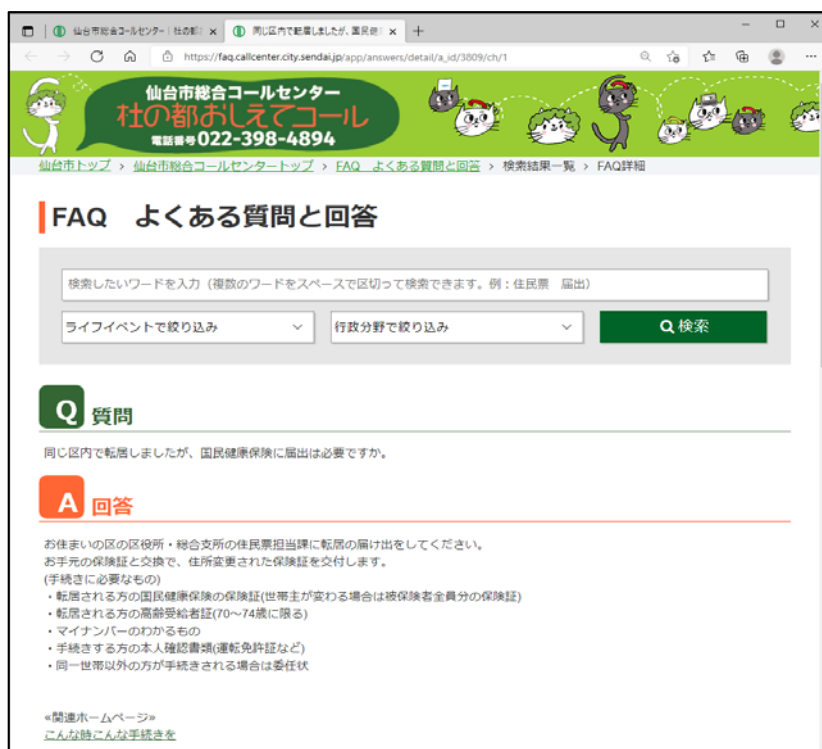 仙台市総合コールセンター | 杜の都
同じ区内で転居しましたが、国民健
https://faq.callcenter.city.sendai.jp/app/answers/detail/a_id/3809/ch/1
仙台市総合コールセンター
杜の都おしえてコール
電話番号022-398-4894
仙台市トップ > 仙台市総合コールセンタートップ > FAQ よくある質問と回答 > 検索結果一覧 > FAQ詳細
FAQ よくある質問と回答
検索したいワードを入力（複数のワードをスペースで区切って検索できます。例：住民票 届出）
ライフイベントで絞り込み
行政分野で絞り込み
検索
Q 質問
同じ区内で転居しましたが、国民健康保険に届出は必要ですか。
A 回答
お住まいの区の区役所・総合支所の住民票担当課に転居の届け出をしてください。
お手元の保険証と交換で、住所変更された保険証を交付します。
(手続きに必要なもの)
・転居される方の国民健康保険の保険証(世帯主が変わる場合は被保険者全員分の保険証)
・転居される方の高齢受給者証(70～74歳に限る)
・マイナンバーのわかるもの
・手続きする方の本人確認書類(運転免許証など)
・同一世帯以外の方が手続きされる場合は委任状
≪関連ホームページ≫
こんな時こんな手続きを